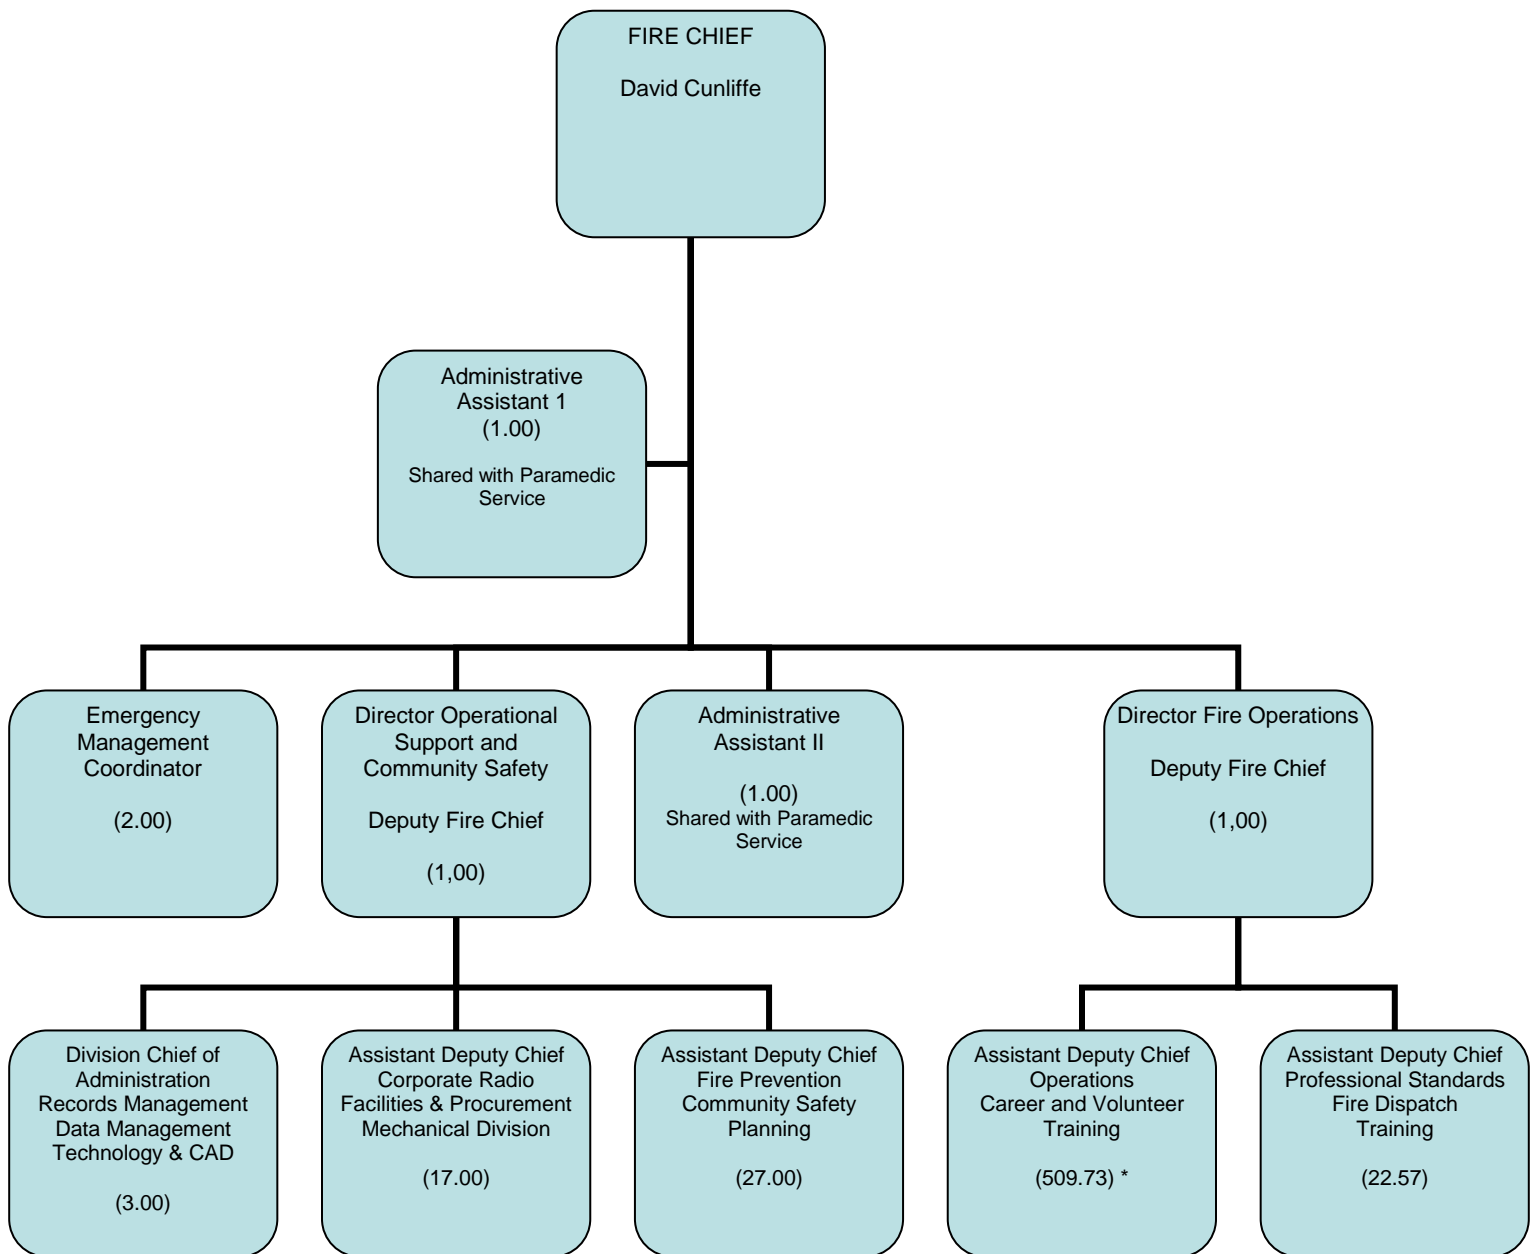 FIRE CHIEF
David Cunliffe
Administrative
Assistant 1
(1.00)
Shared with Paramedic
Service
Emergency
Management
Coordinator
(2.00)
Director Operational
Support and
Community Safety
Deputy Fire Chief
(1,00)
Administrative
Assistant II
(1.00)
Shared with Paramedic
Service
Director Fire Operations
Deputy Fire Chief
(1,00)
Division Chief of
Administration
Records Management
Data Management
Technology & CAD
(3.00)
Assistant Deputy Chief
Corporate Radio
Facilities & Procurement
Mechanical Division
(17.00)
Assistant Deputy Chief
Fire Prevention
Community Safety
Planning
(27.00)
Assistant Deputy Chief
Operations
Career and Volunteer
Training
(509.73) *
Assistant Deputy Chief
Professional Standards
Fire Dispatch
Training
(22.57)